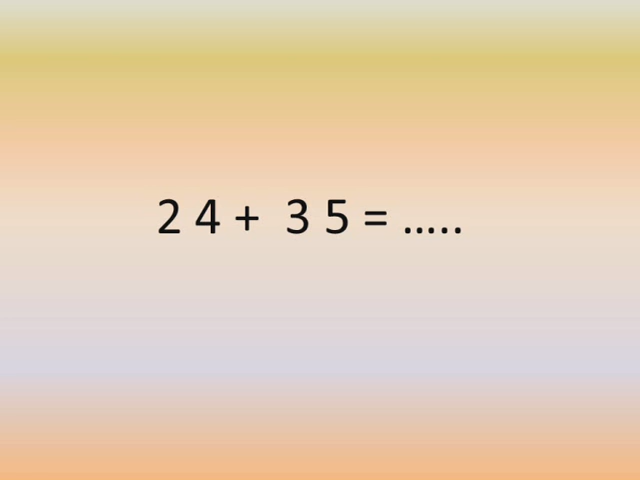 2 4 + 3 5 = .....